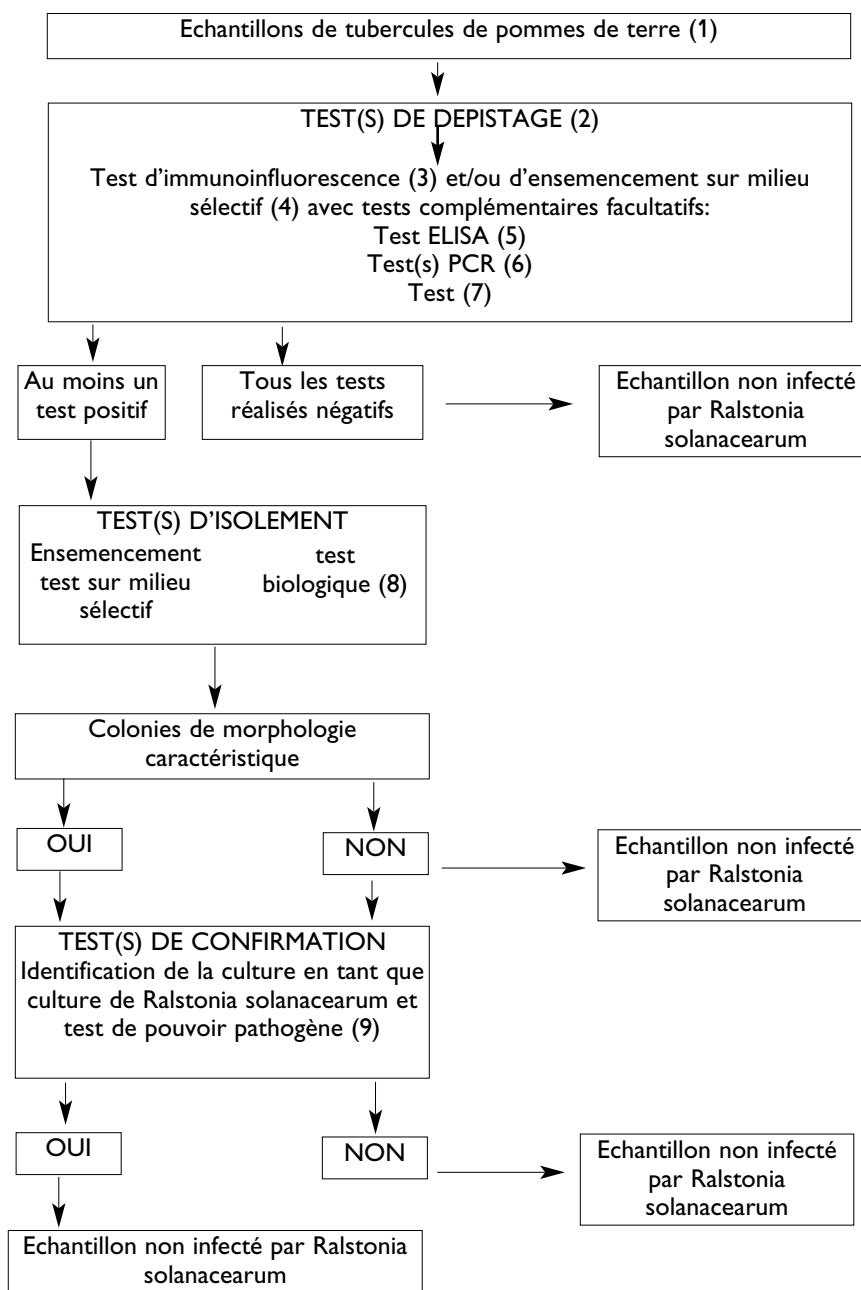 Echantillons de tubercules de pommes de terre (1)
TEST(S) DE DEPISTAGE (2)
Test d'immunoinfluorescence (3) et/ou d'ensemencement sur milieu
sélectif (4) avec tests complémentaires facultatifs:
Test ELISA (5)
Test(s) PCR (6)
Test (7)
Au moins un
test positif
Tous les tests
réalisés négatifs
Echantillon non infecté
par Ralstonia
solanacearum
TEST(S) D'ISOLEMENT
Ensemencement
test sur milieu
sélectif
test
biologique (8)
Colonies de morphologie
caractéristique
OUI
NON
Echantillon non infecté
par Ralstonia
solanacearum
TEST(S) DE CONFIRMATION
Identification de la culture en tant que
culture de Ralstonia solanacearum et
test de pouvoir pathogène (9)
OUI
NON
Echantillon non infecté
par Ralstonia
solanacearum
Echantillon non infecté par Ralstonia
solanacearum